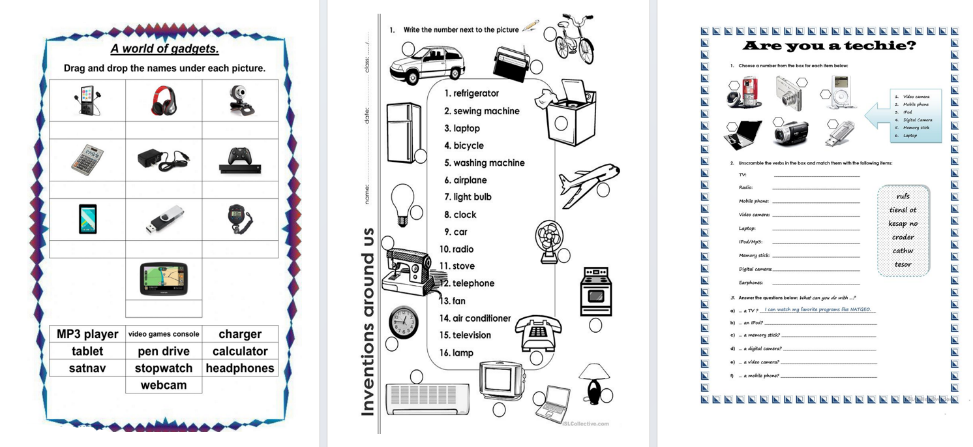 A world of gadgets.
Drag and drop the names under each picture.
MP3 player
video games console
charger
tablet
pen drive
calculator
satnav
stopwatch
headphones
webcam
Inventions around us
name:
date:
class:
1. Write the number next to the picture
1. refrigerator
2. sewing machine
3. laptop
4. bicycle
5. washing machine
6. airplane
7. light bulb
8. clock
9. car
10. radio
11. stove
12. telephone
13. fan
14. air conditioner
15. television
16. lamp
iSLCollective.com
Are you a techie?
1. Choose a number from the box for each item below:
1. Video camera
2. Mobile phone
3. iPod
4. Digital Camera
5. Memory stick
6. Laptop
2. Unscramble the verbs in the box and match them with the following items:
TV:
Radio:
Mobile phone:
Video camera:
Laptop:
iPod/Mp3:
Memory stick:
Digital camera:
Earphones:
rufs
tiensl ot
kesap no
croder
cathw
tesor
3. Answer the questions below: What can you do with ...?
a) ... a TV? I can watch my favorite programs like NATGEO.
b) ... an iPod?
c) ... a memory stick?
d) ... a digital camera?
e) ... a video camera?
f) ... a mobile phone?